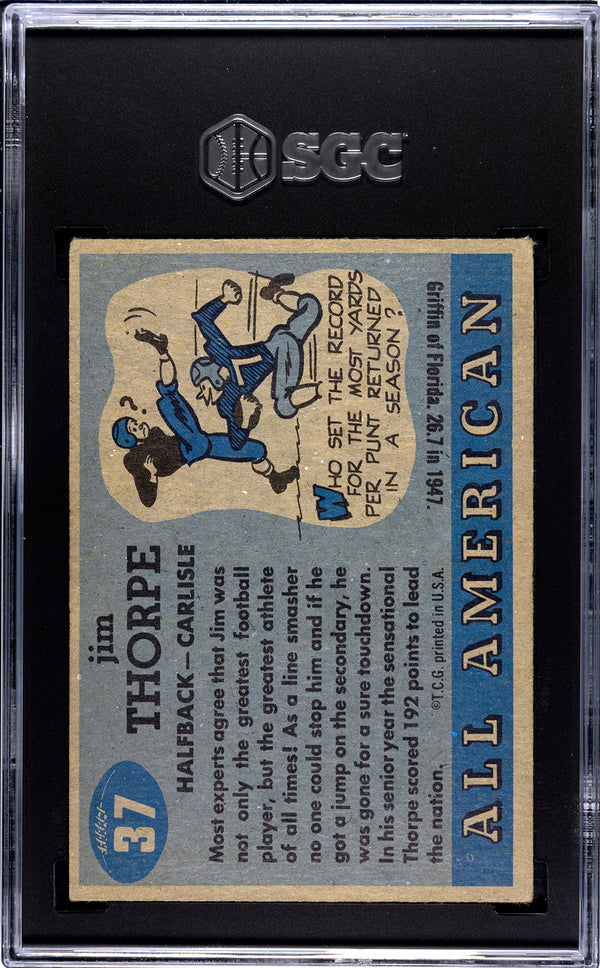 SGC
37
jim
THORPE
HALFBACK — CARLISLE
Most experts agree that Jim was
not only the greatest football
player, but the greatest athlete
of all times! As a line smasher
no one could stop him and if he
got a jump on the secondary, he
was gone for a sure touchdown.
In his senior year the sensational
Thorpe scored 192 points to lead
the nation.
?
WHO SET THE RECORD
FOR THE MOST YARDS
PER PUNT RETURNED
IN A SEASON?
Griffin of Florida. 26.7 in 1947.
©T.C.G. printed in U.S.A.
ALL AMERICAN